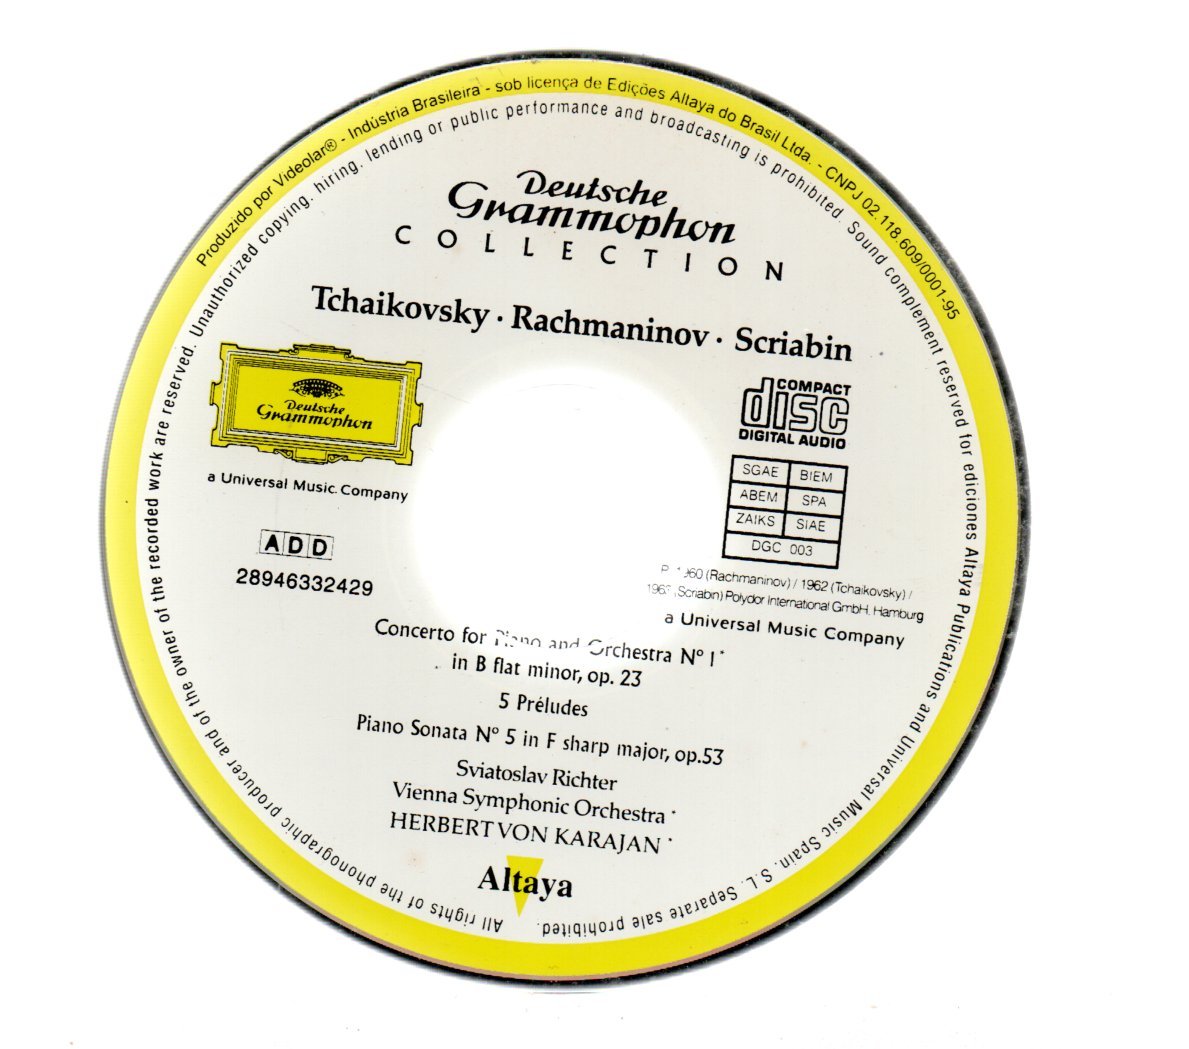 Produzido por Videolar® - Indústria Brasileira - sob licença de Edições Altaya do Brasil Ltda. - CNPJ 02.118.609/0001-95
All rights of the phonographic producer and of the owner of the recorded work are reserved. Unauthorized copying, hiring, lending or public performance and broadcasting is prohibited. Sound complement reserved for ediciones Altaya Publications and Universal Music Spain, S.L. Separate sale prohibited.
Deutsche
Grammophon
COLLECTION
Tchaikovsky · Rachmaninov · Scriabin
Deutsche
Grammophon
a Universal Music Company
ADD
28946332429
COMPACT
disc
DIGITAL AUDIO
SGAE BIEM
ABEM SPA
ZAIKS SIAE
DGC 003
(Rachmaninov) / 1962 (Tchaikovsky) /
(Scriabin) Polydor International GmbH. Hamburg
a Universal Music Company
Concerto for Piano and Orchestra Nº 1*
in B flat minor, op. 23
5 Préludes
Piano Sonata Nº 5 in F sharp major, op.53
Sviatoslav Richter
Vienna Symphonic Orchestra *
HERBERT VON KARAJAN *
Altaya